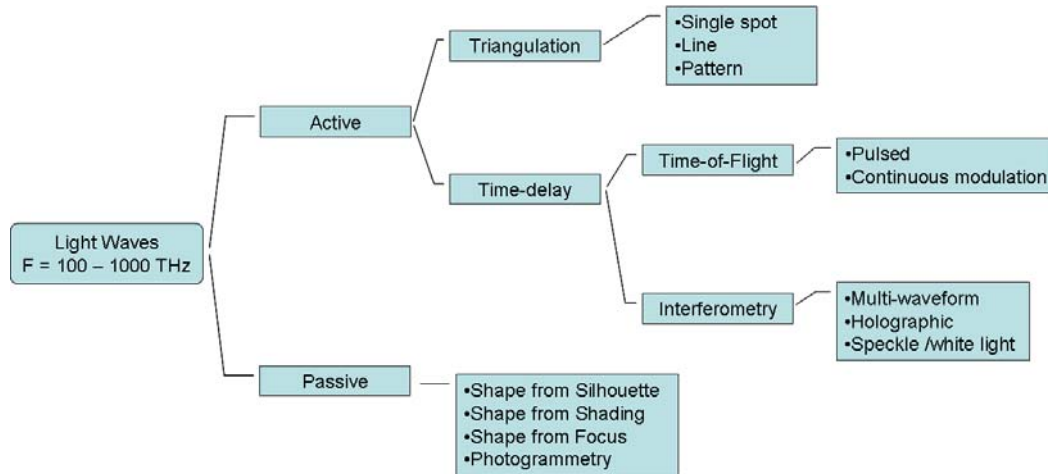 •Single spot
•Line
•Pattern
Triangulation
Active
Time-of-Flight
•Pulsed
•Continuous modulation
Time-delay
Light Waves
F = 100 – 1000 THz
Interferometry
•Multi-waveform
•Holographic
•Speckle /white light
Passive
•Shape from Silhouette
•Shape from Shading
•Shape from Focus
•Photogrammetry